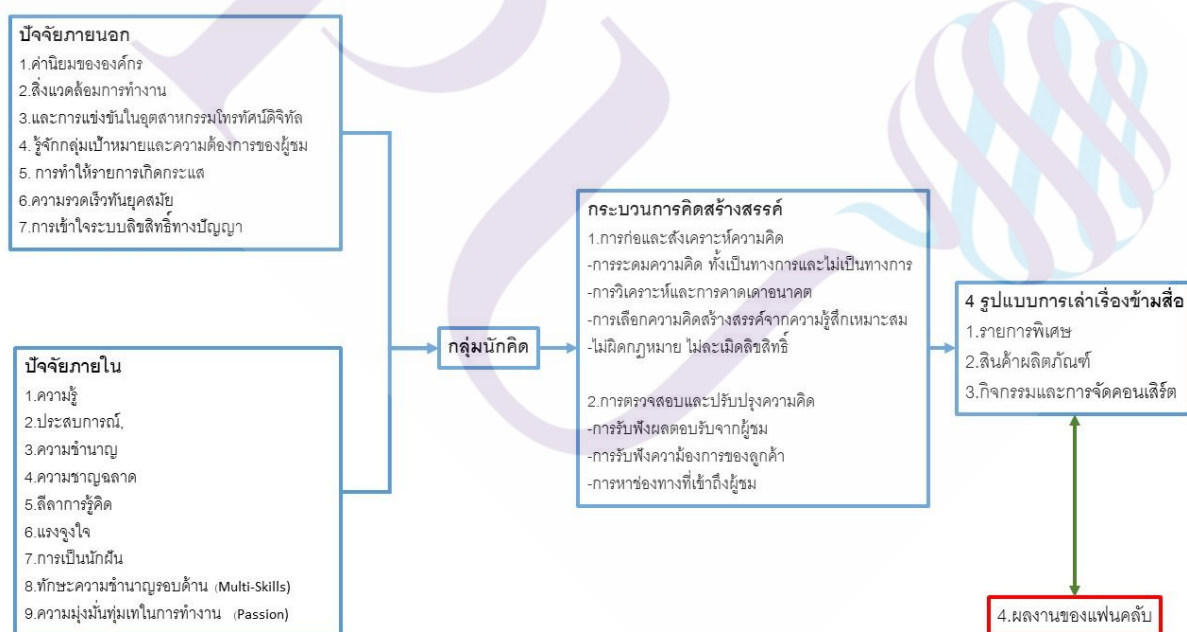 ปัจจัยภายนอก
1.ค่านิยมขององค์กร
2.สิ่งแวดล้อมการทำงาน
3.และการแข่งขันในอุตสาหกรรมโทรทัศน์ดิจิทัล
4. รู้จักกลุ่มเป้าหมายและความต้องการของผู้ชม
5. การทำให้รายการเกิดกระแส
6.ความรวดเร็วทันยุคสมัย
7.การเข้าใจระบบลิขสิทธิ์ทางปัญญา
ปัจจัยภายใน
1.ความรู้
2.ประสบการณ์,
3.ความชำนาญ
4.ความชาญฉลาด
5.ลีลาการรู้คิด
6.แรงจูงใจ
7.การเป็นนักฝัน
8.ทักษะความชำนาญรอบด้าน (Multi-Skills)
9.ความมุ่งมั่นทุ่มเทในการทำงาน (Passion)
กลุ่มนักคิด
กระบวนการคิดสร้างสรรค์
1.การก่อและสังเคราะห์ความคิด
-การระดมความคิด ทั้งเป็นทางการและไม่เป็นทางการ
-การวิเคราะห์และการคาดเดาอนาคต
-การเลือกความคิดสร้างสรรค์จากความรู้สึกเหมาะสม
-ไม่ผิดกฎหมาย ไม่ละเมิดลิขสิทธิ์
2.การตรวจสอบและปรับปรุงความคิด
-การรับฟังผลตอบรับจากผู้ชม
-การรับฟังความ้องการของลูกค้า
-การหาช่องทางที่เข้าถึงผู้ชม
4 รูปแบบการเล่าเรื่องข้ามสื่อ
1.รายการพิเศษ
2.สินค้าผลิตภัณฑ์
3.กิจกรรมและการจัดคอนเสิร์ต
4.ผลงานของแฟนคลับ